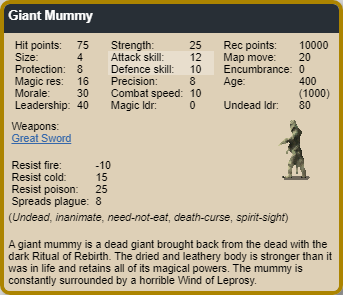 Giant Mummy
Hit points: 75 Strength: 25 Rec points: 10000
Size: 4 Attack skill: 12 Map move: 20
Protection: 8 Defence skill: 10 Encumbrance: 0
Magic res: 16 Precision: 8 Age: 400
Morale: 30 Combat speed: 10 (1000)
Leadership: 40 Magic ldr: 0 Undead ldr: 80
Weapons:
Great Sword
Resist fire: -10
Resist cold: 15
Resist poison: 25
Spreads plague: 8
(Undead, inanimate, need-not-eat, death-curse, spirit-sight)
A giant mummy is a dead giant brought back from the dead with the
dark Ritual of Rebirth. The dried and leathery body is stronger than it
was in life and retains all of its magical powers. The mummy is
constantly surrounded by a horrible Wind of Leprosy.